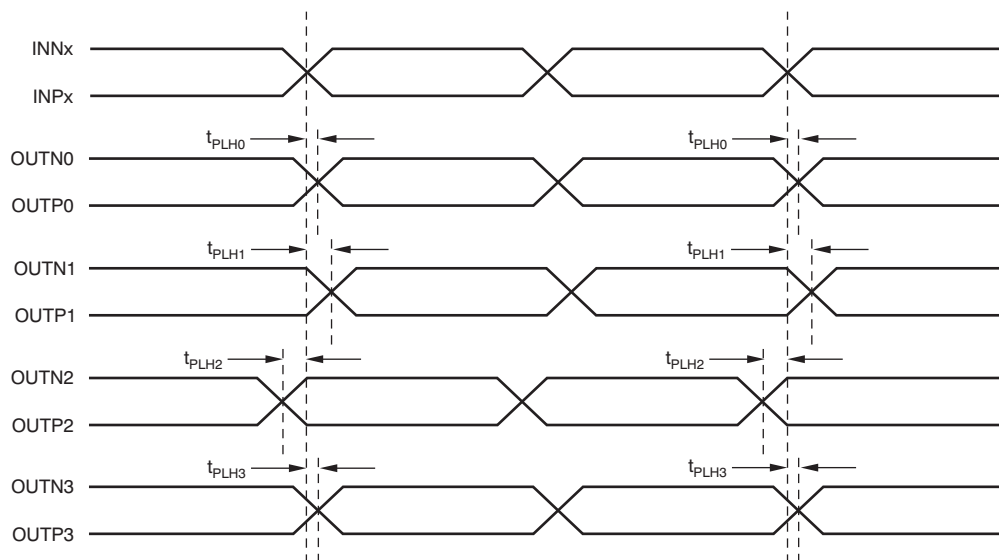 INNx
INPx
tPLH0 tPLH0
OUTN0
OUTP0
tPLH1 tPLH1
OUTN1
OUTP1
tPLH2 tPLH2
OUTN2
OUTP2
tPLH3 tPLH3
OUTN3
OUTP3